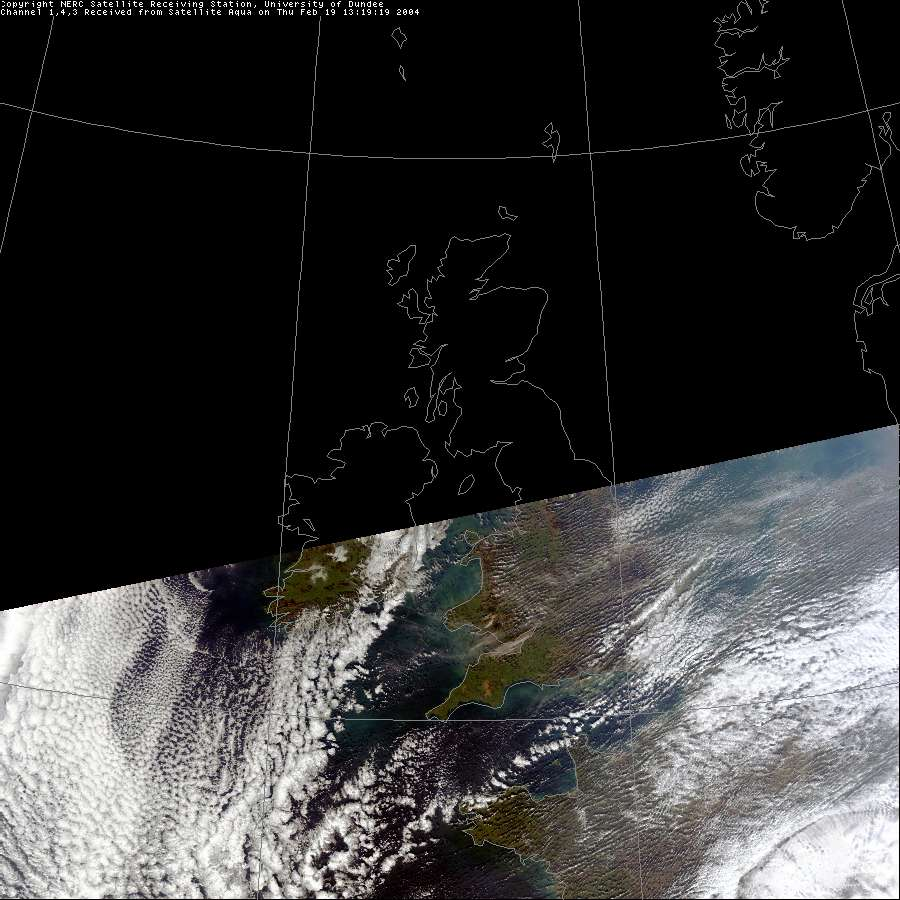 Copyright NERC Satellite Receiving Station, University of Dundee
Channel 1,4,3 Received from Satellite Aqua on Thu Feb 19 13:19:19 2004